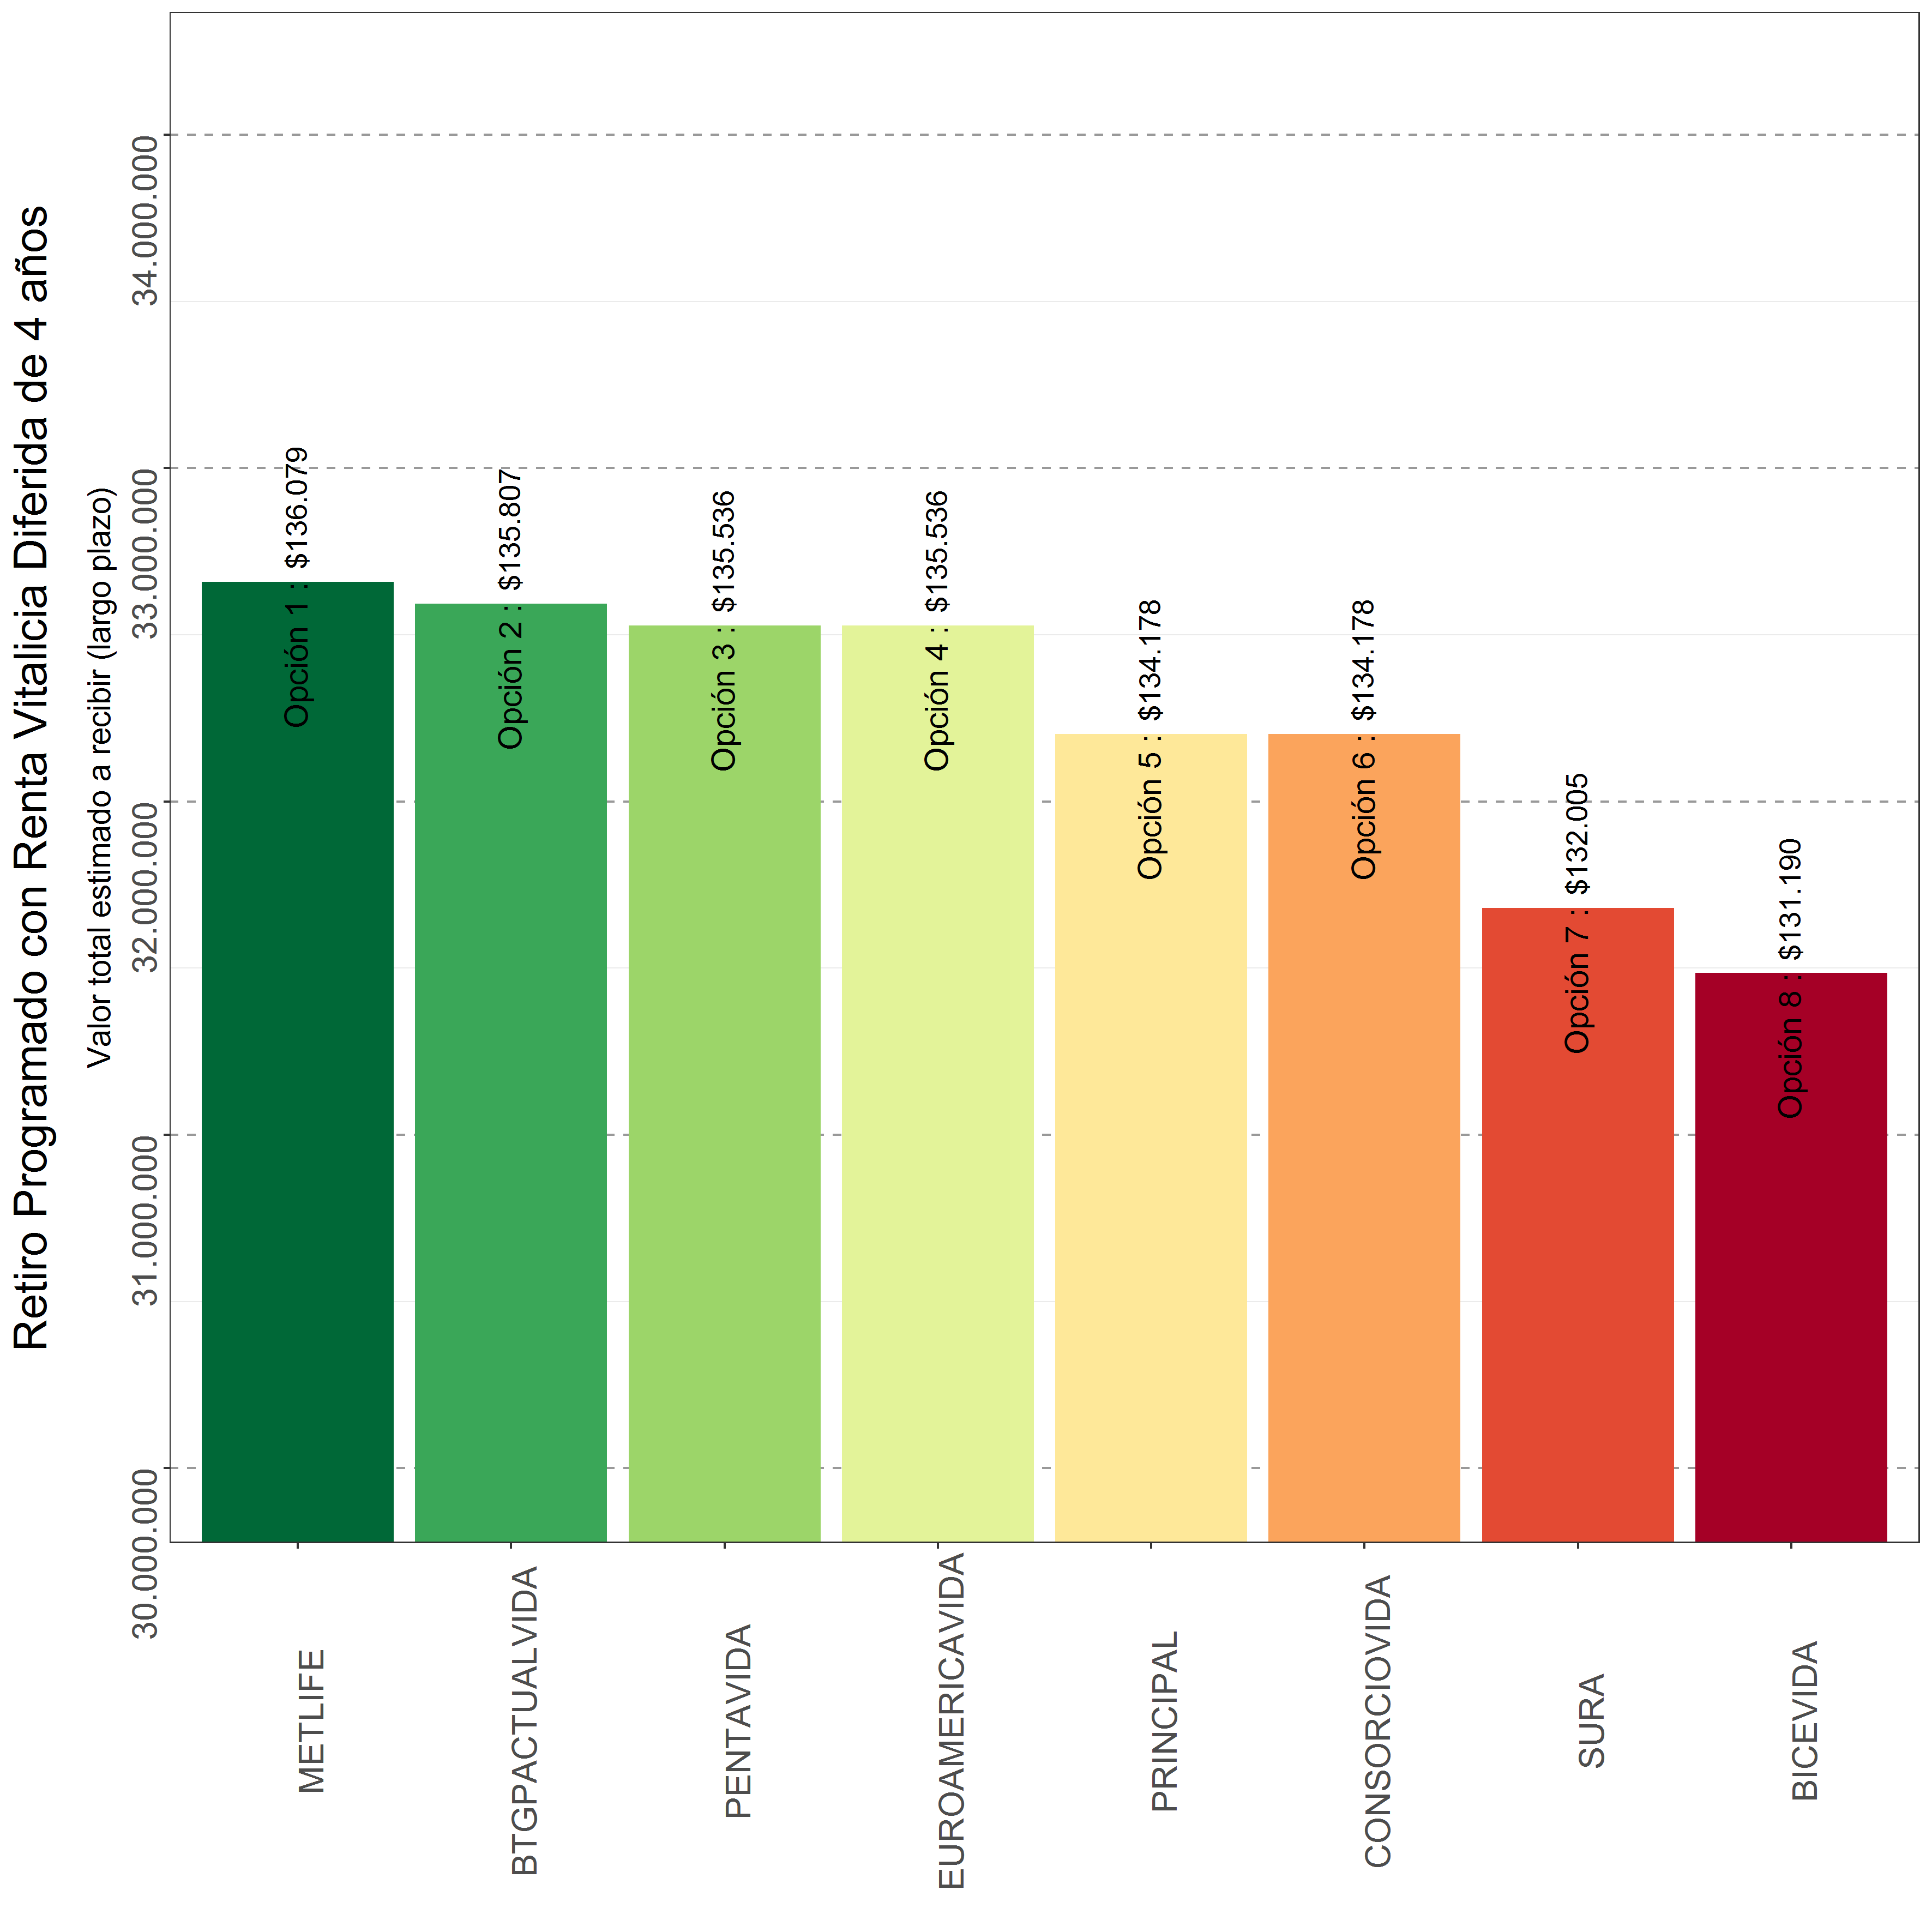 Retiro Programado con Renta Vitalicia Diferida de 4 años
Valor total estimado a recibir (largo plazo)
34.000.000
33.000.000
32.000.000
31.000.000
30.000.000
Opción 1 : $136.079
Opción 2 : $135.807
Opción 3 : $135.536
Opción 4 : $135.536
Opción 5 : $134.178
Opción 6 : $134.178
Opción 7 : $132.005
Opción 8 : $131.190
METLIFE
BTGPACTUALVIDA
PENTAVIDA
EUROAMERICAVIDA
PRINCIPAL
CONSORCIOVIDA
SURA
BICEVIDA